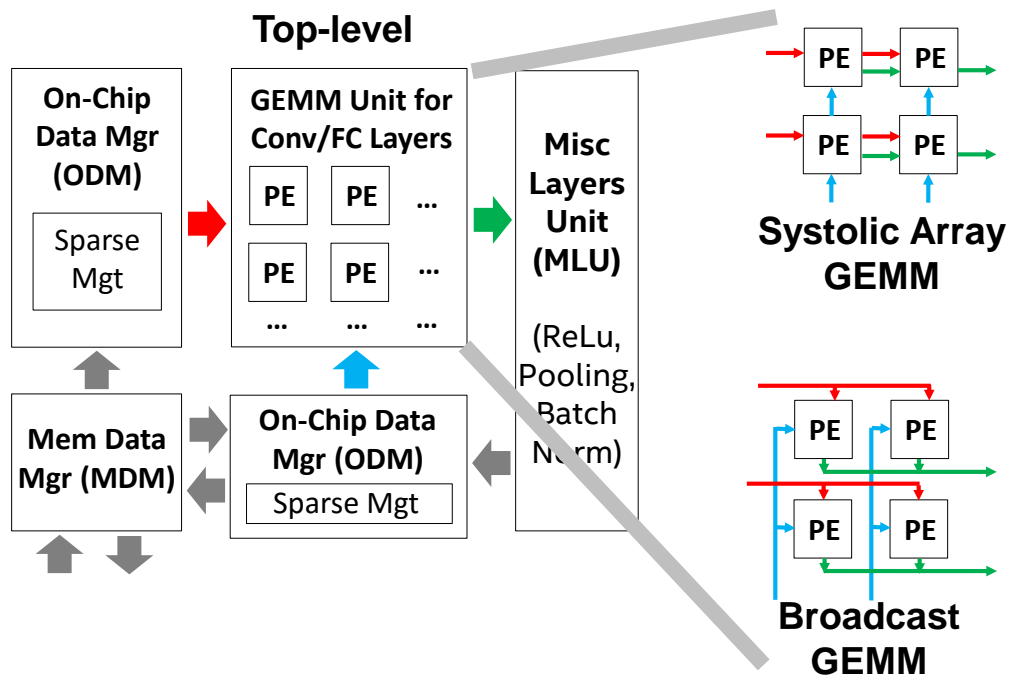 Top-level
On-Chip
Data Mgr
(ODM)
Sparse
Mgt
GEMM Unit for
Conv/FC Layers
PE
PE
...
PE
PE
...
...
...
...
Misc
Layers
Unit
(MLU)
(ReLu,
Pooling,
Batch
Norm)
Mem Data
Mgr (MDM)
On-Chip Data
Mgr (ODM)
Sparse Mgt
PE
PE
PE
PE
Systolic Array
GEMM
PE
PE
PE
PE
Broadcast
GEMM